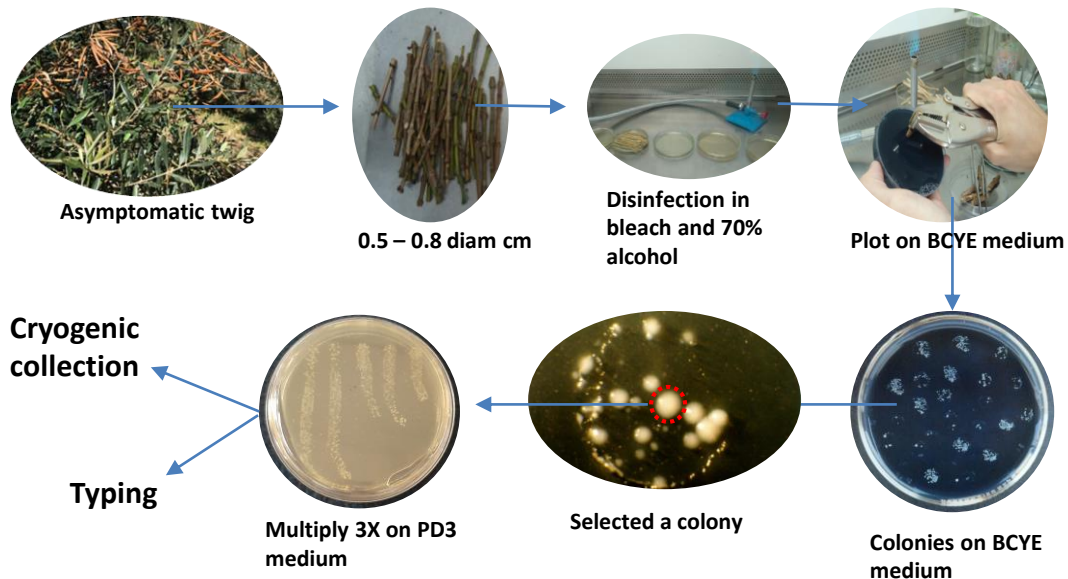 Asymptomatic twig
0.5 – 0.8 diam cm
Disinfection in
bleach and 70%
alcohol
Plot on BCYE medium
Colonies on BCYE
medium
Selected a colony
Multiply 3X on PD3
medium
Cryogenic
collection
Typing